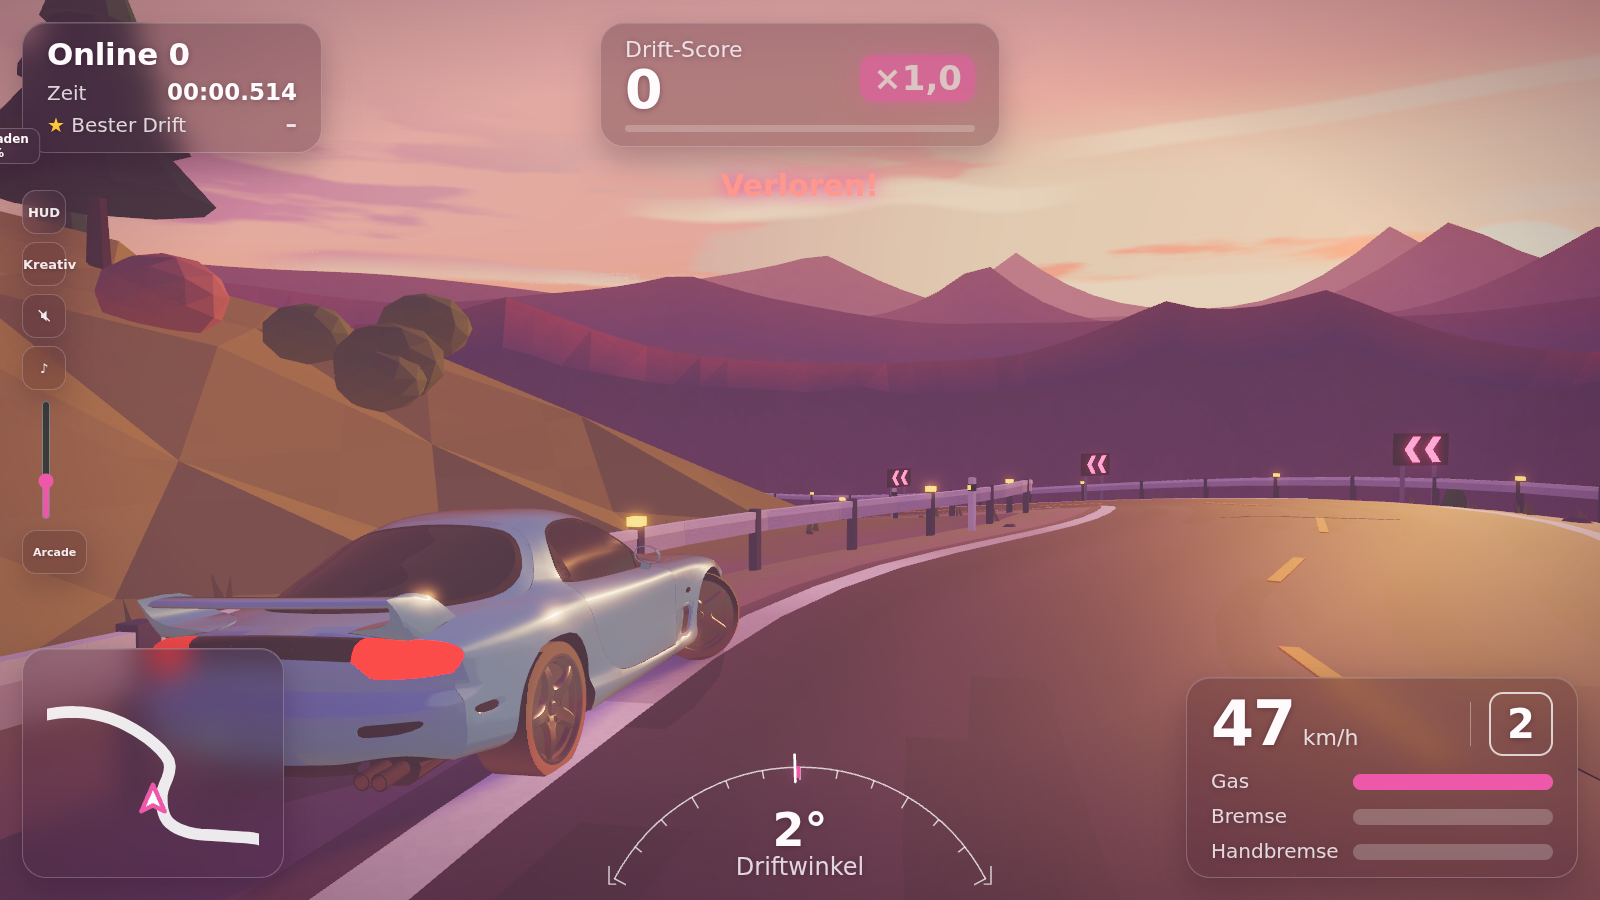 Online 0
Zeit 00:00.514
★ Bester Drift –
Drift-Score
0
×1,0
Verloren!
aden
%
HUD
Kreativ
♪
Arcade
2°
Driftwinkel
47 km/h 2
Gas
Bremse
Handbremse